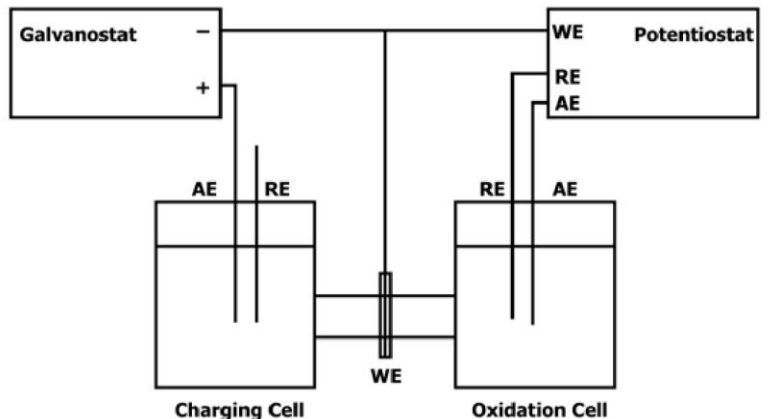 Galvanostat
−
+
WE
RE
AE
Potentiostat
AE
RE
RE
AE
WE
Charging Cell
Oxidation Cell